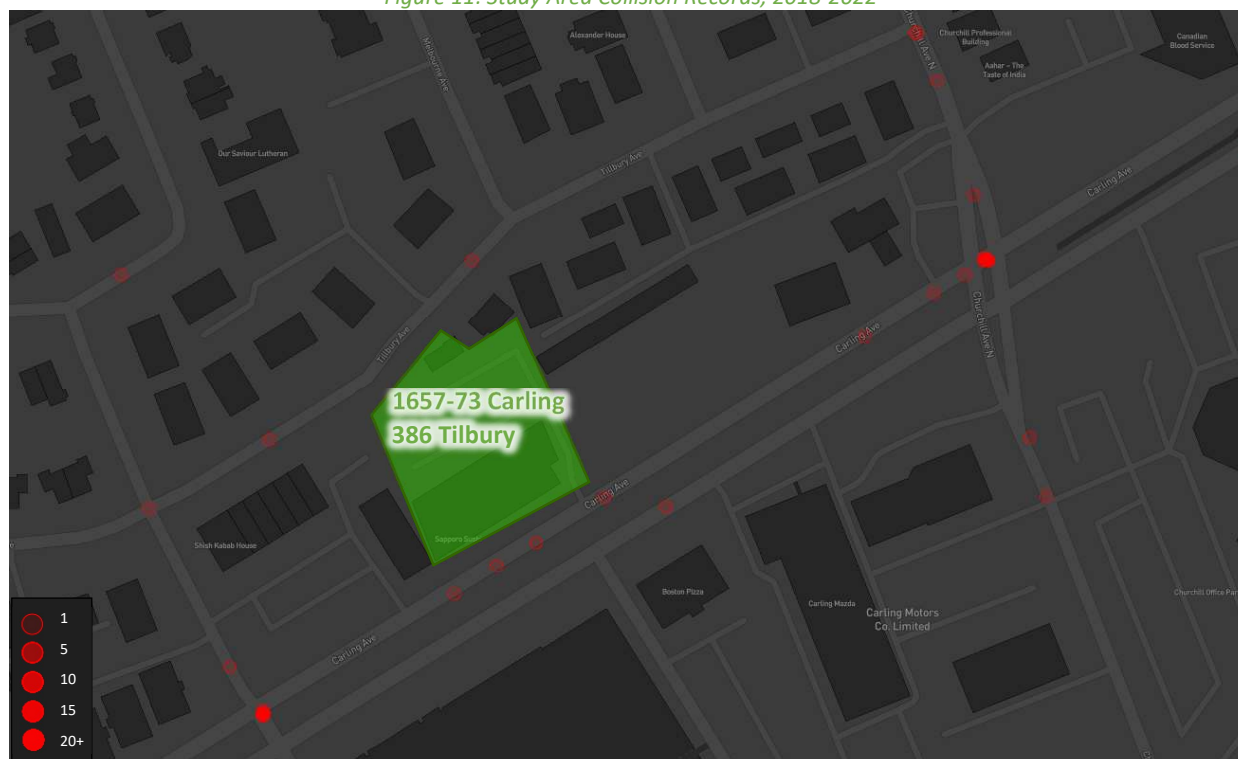 Figure 11: Study Area Collision Records, 2018-2022
Alexander House
Churchill Ave N
Churchill Professional
Building
Canadian
Blood Service
Aahar – The
Taste of India
Melbourne Ave
Our Saviour Lutheran
Tillbury Ave
Carling Ave
Tillbury Ave
Churchill Ave N
Carling Ave
1657-73 Carling
386 Tilbury
Carling Ave
Sapporo Sushi
Shish Kabab House
Boston Pizza
Carling Mazda
Carling Motors
Co. Limited
Churchill Office Par
Carling Ave
1
5
10
15
20+